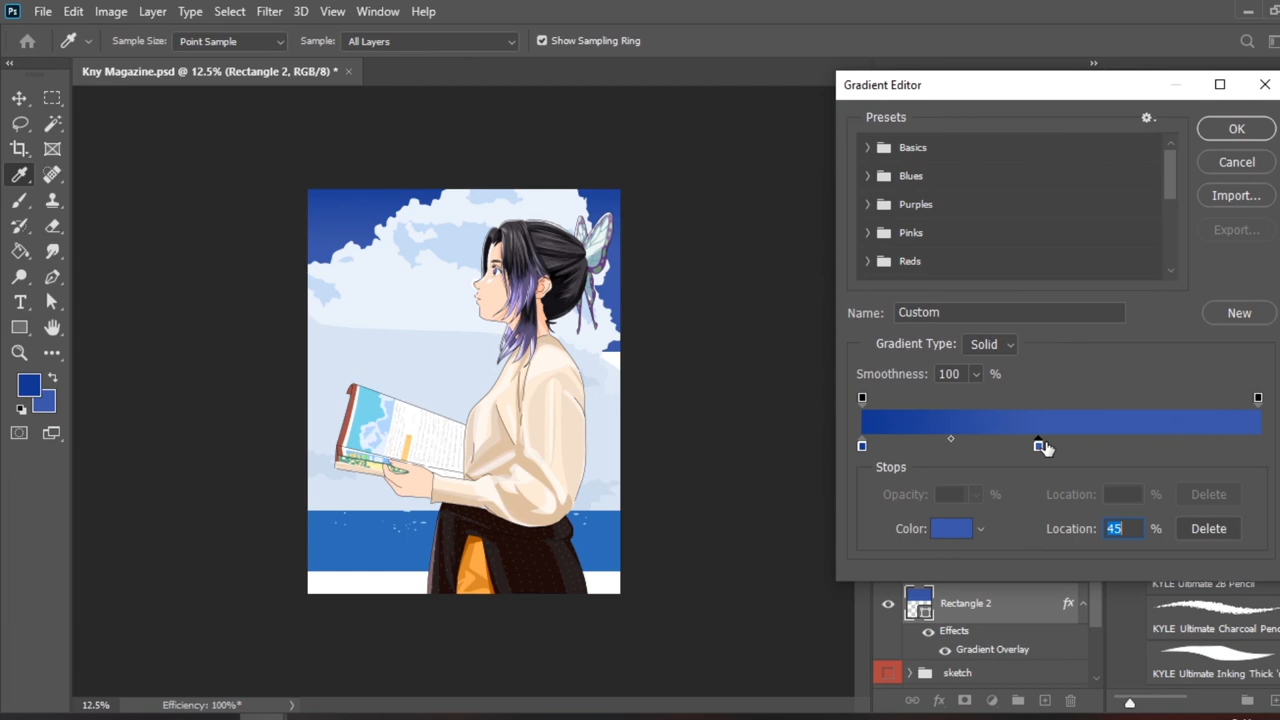 Ps File Edit Image Layer Type Select Filter 3D View Window Help
Sample Size: Point Sample Sample: All Layers Show Sampling Ring
Kny Magazine.psd @ 12.5% (Rectangle 2, RGB/8) * ×
Gradient Editor
Presets
Basics
Blues
Purples
Pinks
Reds
OK
Cancel
Import...
Export...
Name: Custom
New
Gradient Type: Solid
Smoothness: 100 %
Stops
Opacity: % Location: % Delete
Color: Location: 45 % Delete
Rectangle 2 fx
Effects
Gradient Overlay
sketch
KYLE Ultimate 2B Pencil
KYLE Ultimate Charcoal Penc
KYLE Ultimate Inking Thick 'n
12.5% Efficiency: 100%*